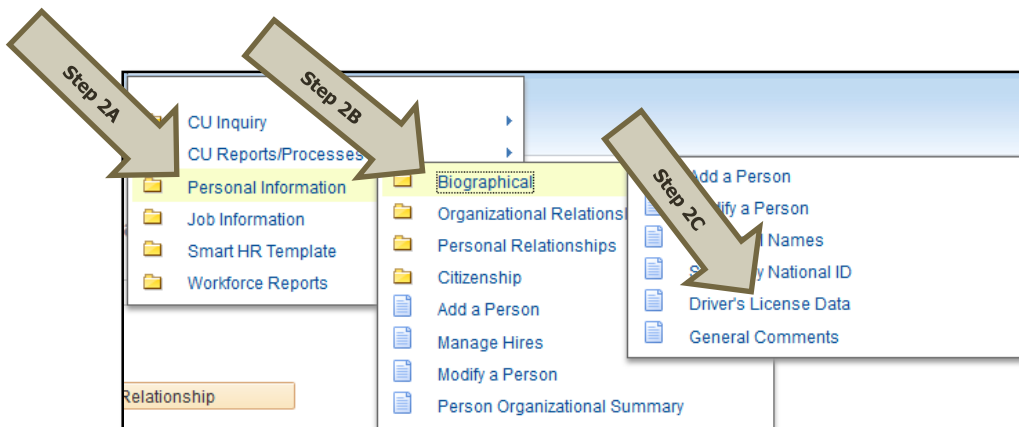 Step 2A
Step 2B
Step 2C
CU Inquiry
CU Reports/Processes
Personal Information
Job Information
Smart HR Template
Workforce Reports
Relationship
Biographical
Organizational
Personal Relationships
Citizenship
Add a Person
Manage Hires
Modify a Person
Person Organizational Summary
Add a Person
a Person
Names
National ID
Driver's License Data
General Comments